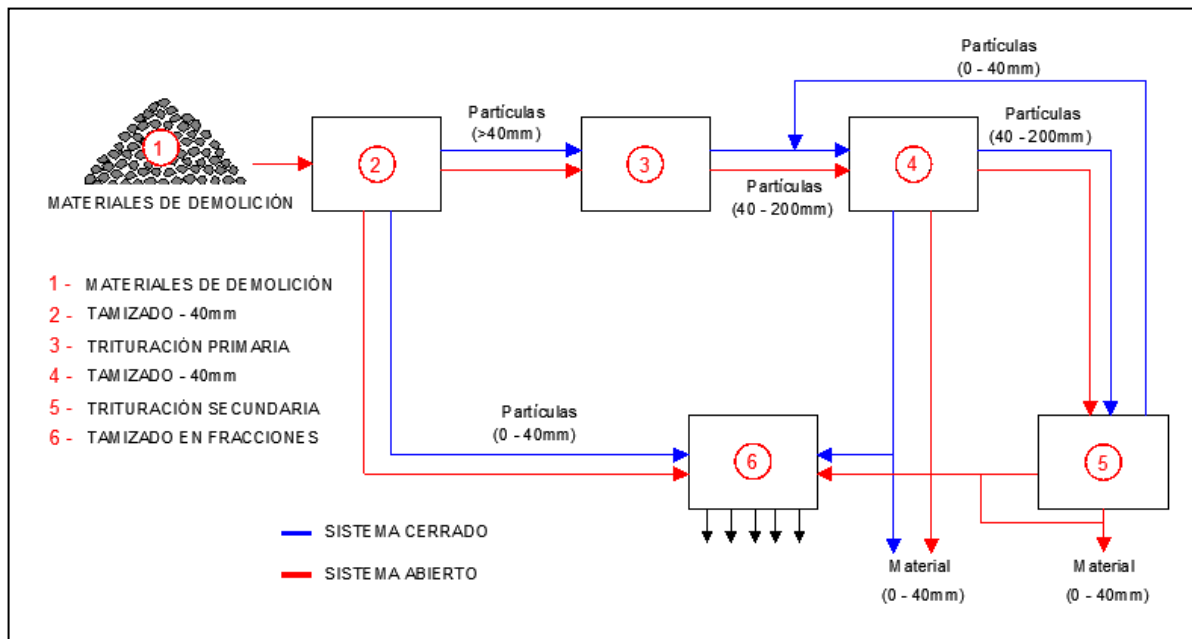 Partículas
(0 - 40mm)
Partículas
(>40mm)
Partículas
(40 - 200mm)
1
2
3
4
Partículas
(40 - 200mm)
MATERIALES DE DEMOLICIÓN
1 - MATERIALES DE DEMOLICIÓN
2 - TAMIZADO - 40mm
3 - TRITURACIÓN PRIMARIA
4 - TAMIZADO - 40mm
5 - TRITURACIÓN SECUNDARIA
6 - TAMIZADO EN FRACCIONES
Partículas
(0 - 40mm)
6
5
SISTEMA CERRADO
SISTEMA ABIERTO
Material
(0 - 40mm)
Material
(0 - 40mm)